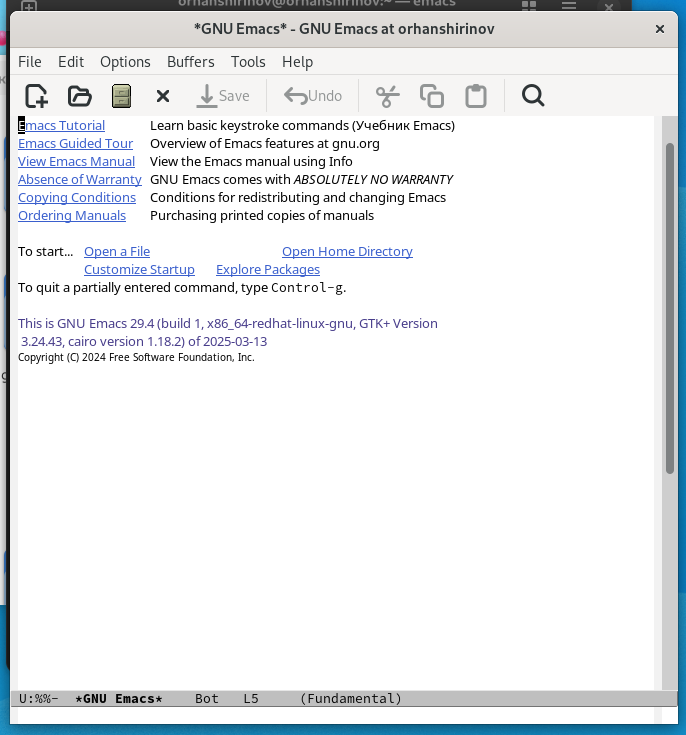 orhanshirinov@orhanshirinov:~ — emacs
*GNU Emacs* - GNU Emacs at orhanshirinov
File Edit Options Buffers Tools Help
Save Undo
Emacs Tutorial Learn basic keystroke commands (Учебник Emacs)
Emacs Guided Tour Overview of Emacs features at gnu.org
View Emacs Manual View the Emacs manual using Info
Absence of Warranty GNU Emacs comes with ABSOLUTELY NO WARRANTY
Copying Conditions Conditions for redistributing and changing Emacs
Ordering Manuals Purchasing printed copies of manuals
To start... Open a File Open Home Directory
Customize Startup Explore Packages
To quit a partially entered command, type Control-g.
This is GNU Emacs 29.4 (build 1, x86_64-redhat-linux-gnu, GTK+ Version
3.24.43, cairo version 1.18.2) of 2025-03-13
Copyright (C) 2024 Free Software Foundation, Inc.
U:%%- *GNU Emacs* Bot L5 (Fundamental)